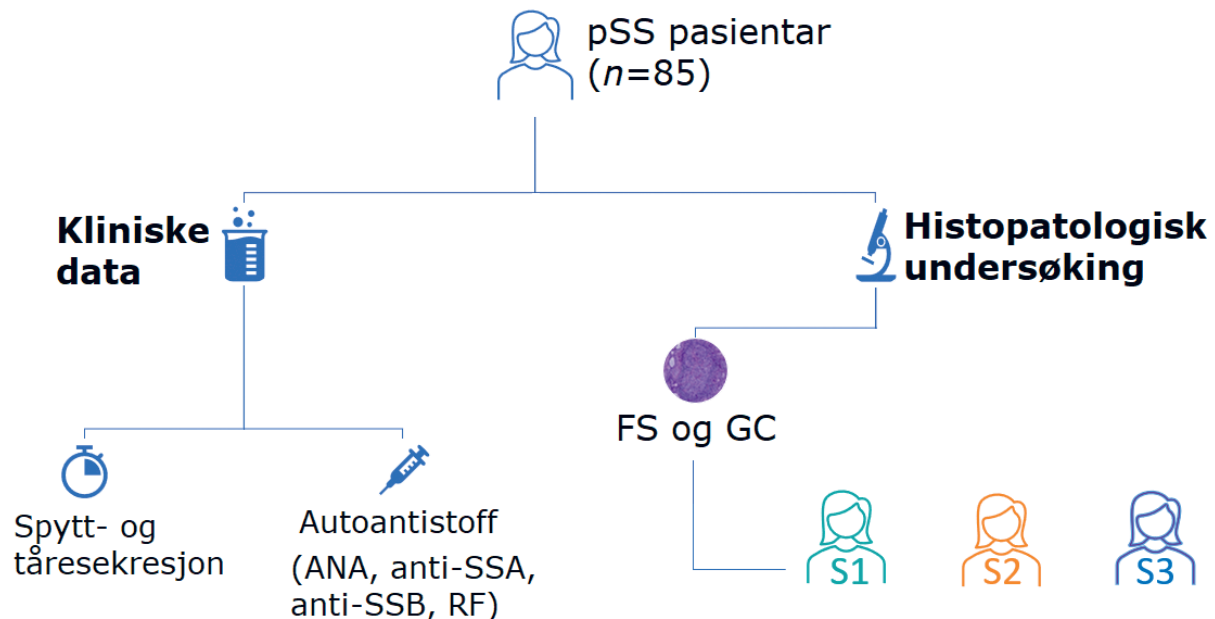 pSS pasientar
(n=85)
Kliniske
data
Histopatologisk
undersøking
FS og GC
Spytt- og
tåresekresjon
Autoantistoff
(ANA, anti-SSA,
anti-SSB, RF)
S1
S2
S3